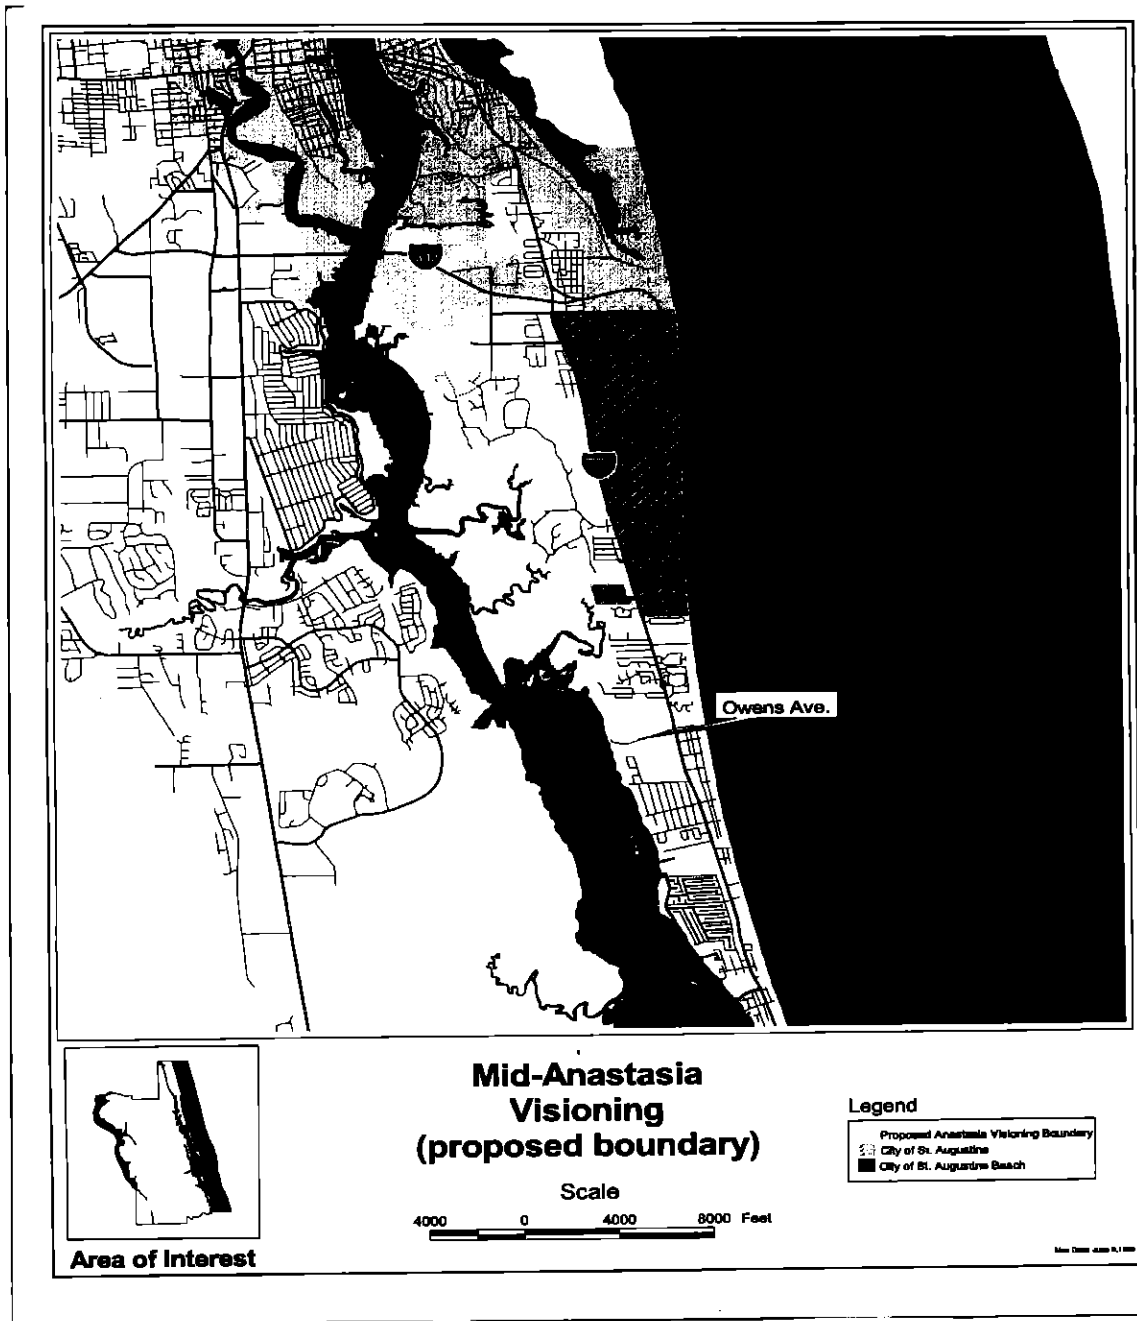 Owens Ave.
Mid-Anastasia
Visioning
(proposed boundary)
Scale
4000 0 4000 8000 Feet
Area of Interest
Legend
Proposed Anastasia Visioning Boundary
City of St. Augustine
City of St. Augustine Beach